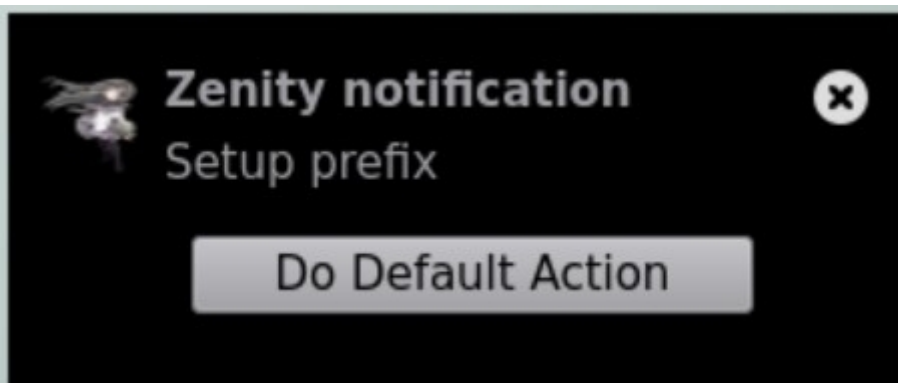 Zenity notification
Setup prefix
Do Default Action